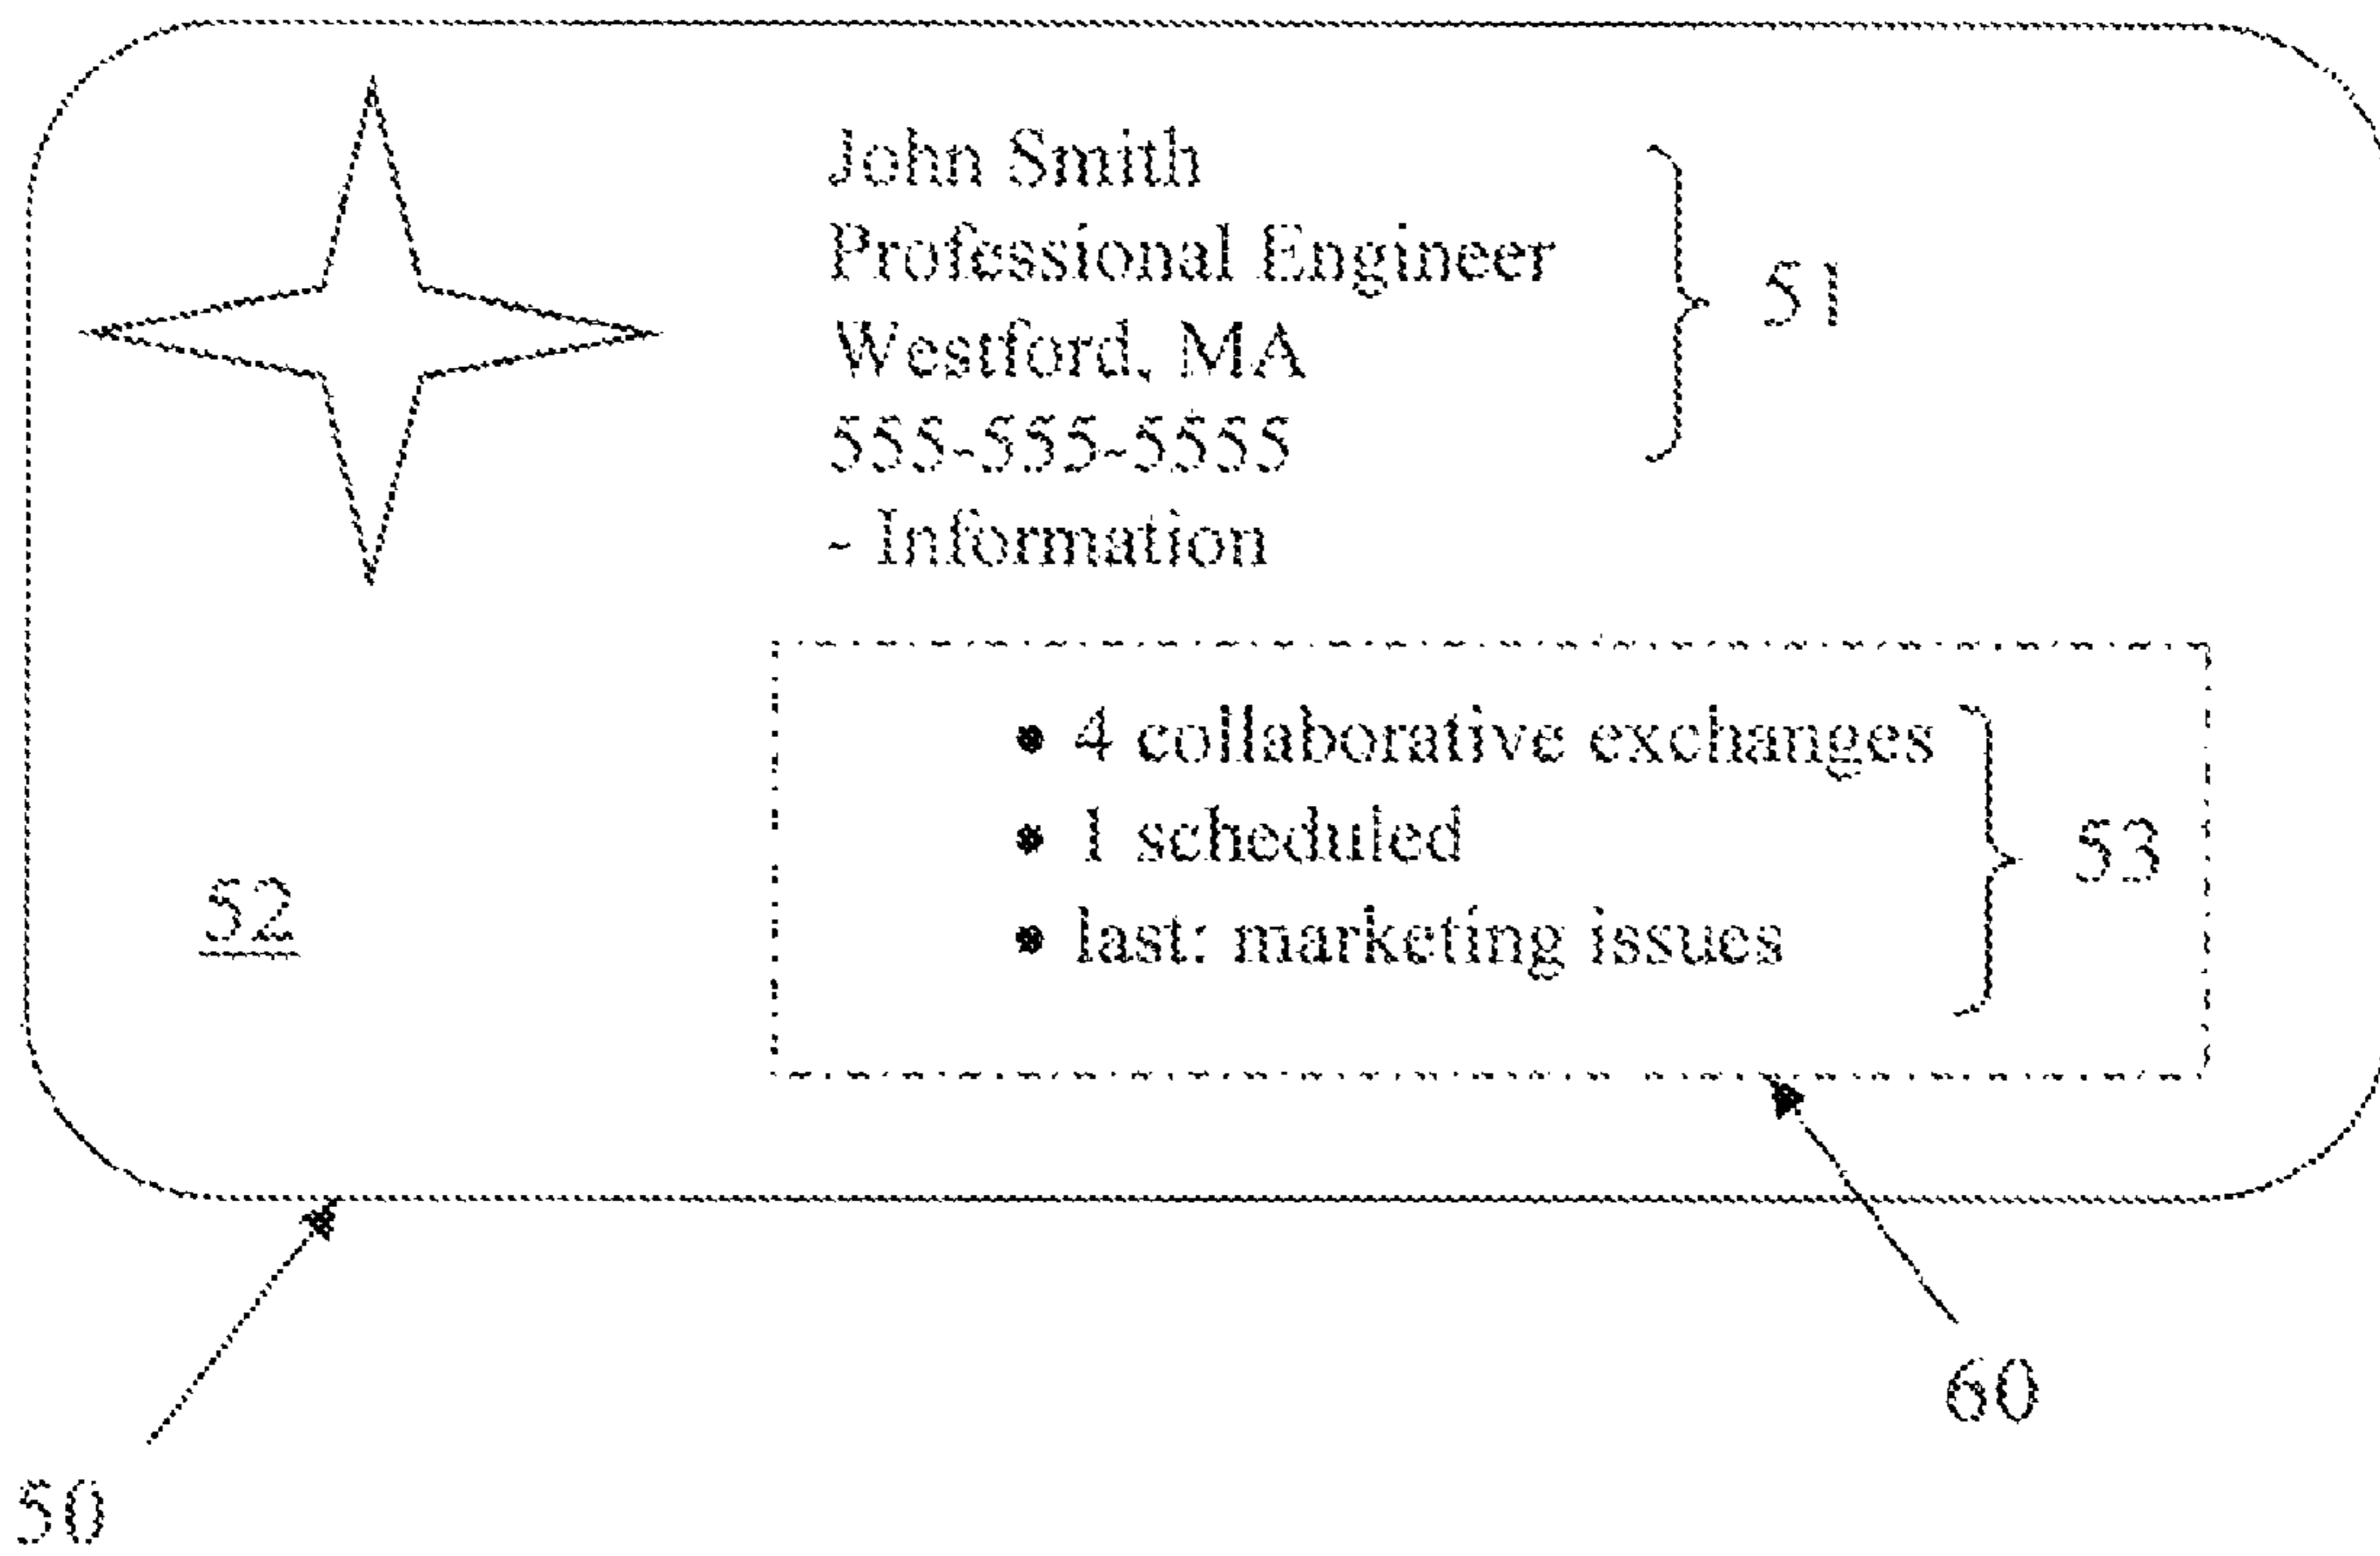 John Smith
Professional Engineer
51
Westford, MA
555-555-5555
- Information
• 4 collaborative exchanges
• 1 scheduled
53
52
• last: marketing issues
60
50